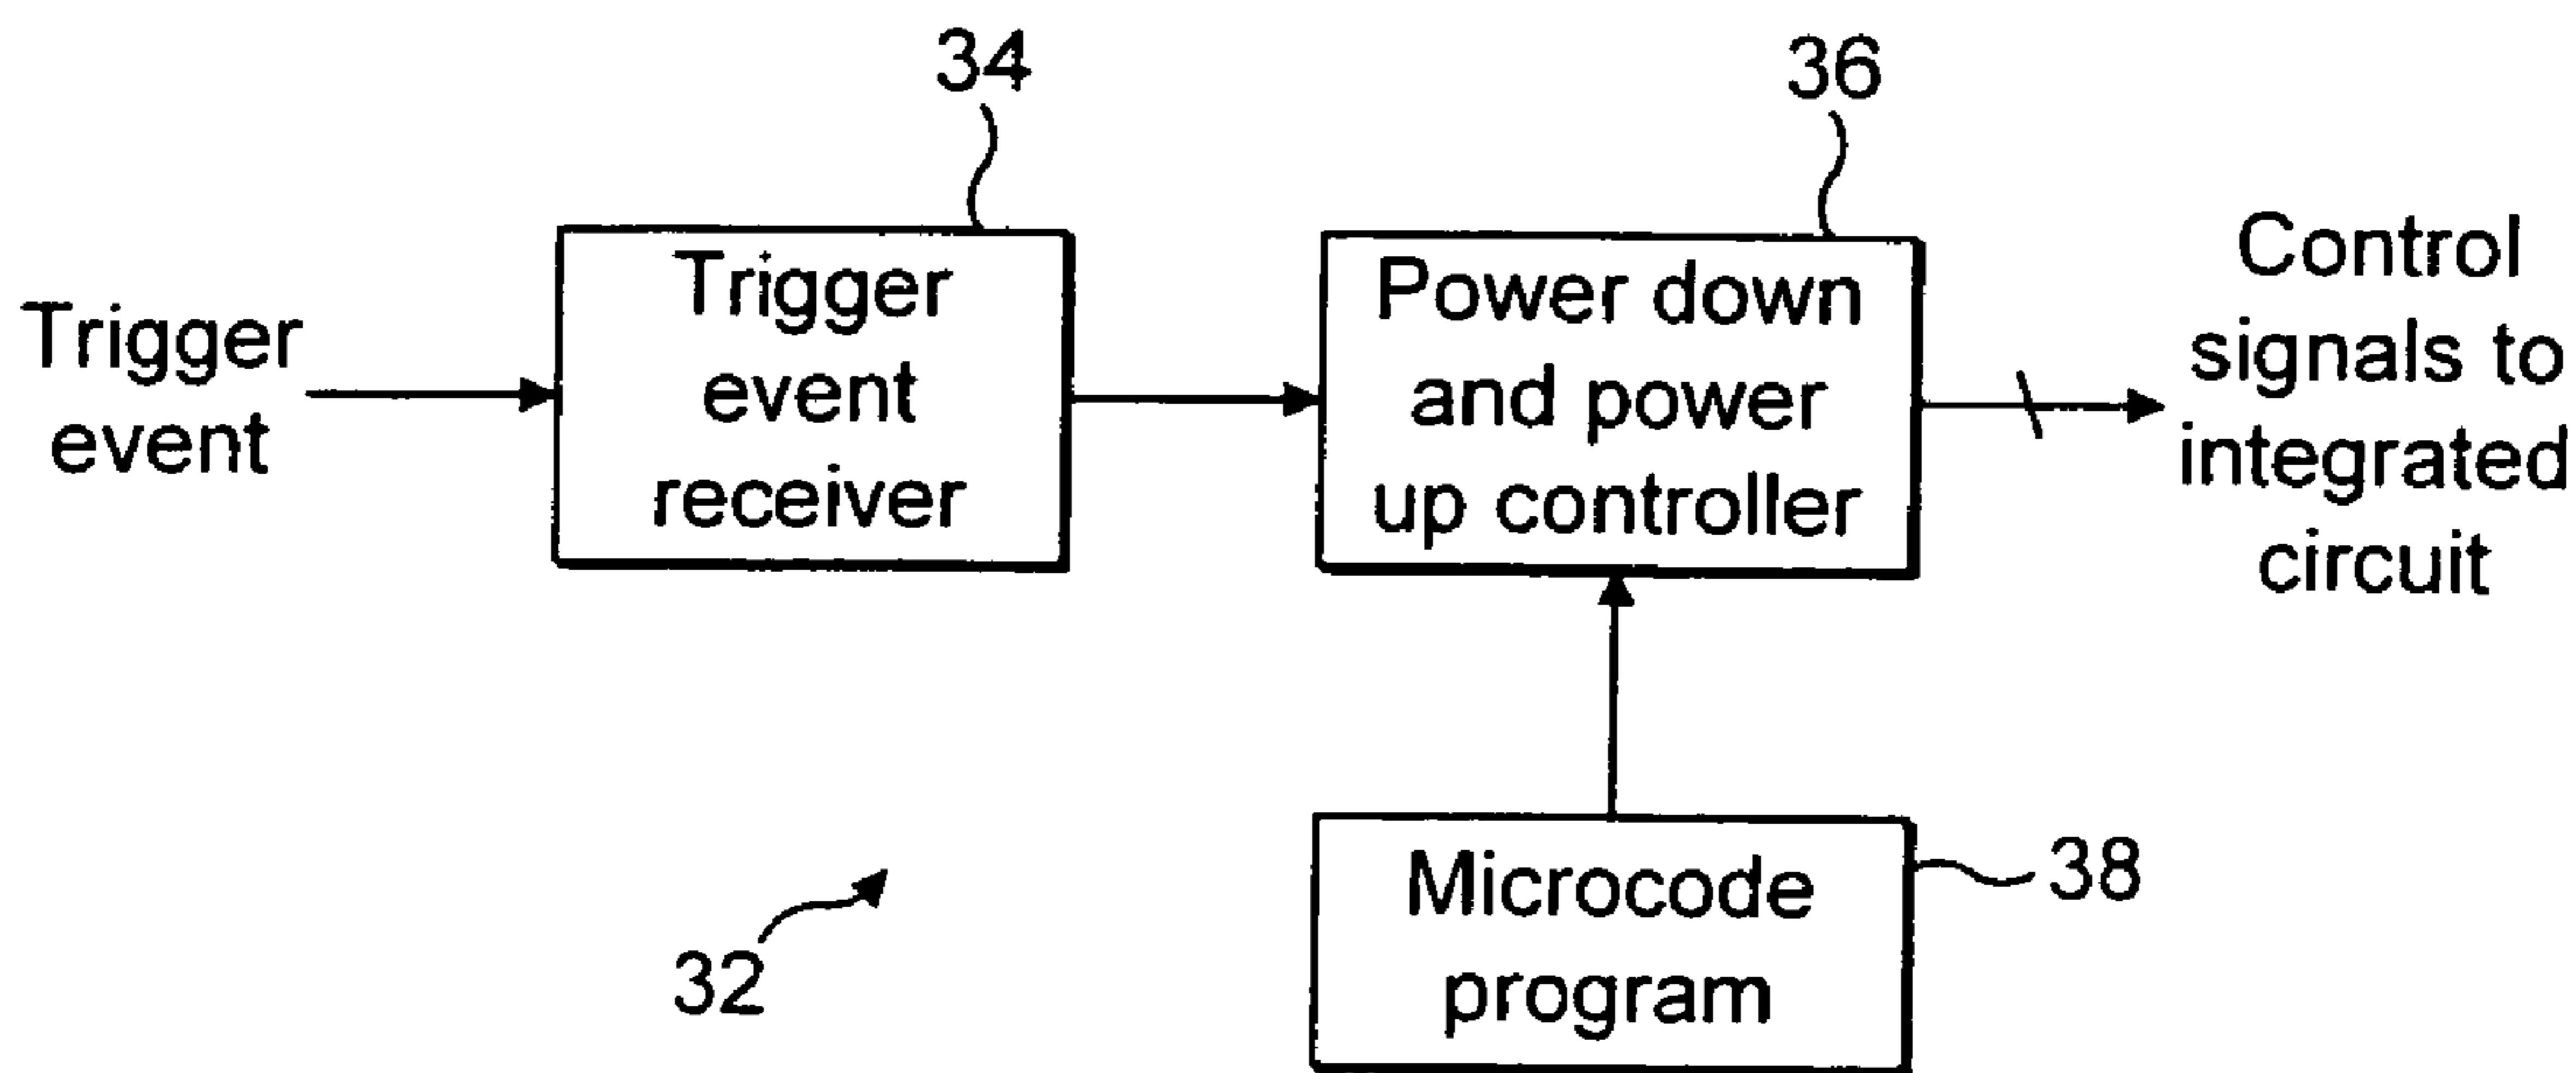 34
36
Trigger
event
Trigger
event
receiver
Power down
and power
up controller
Control
signals to
integrated
circuit
Microcode
program
38
32